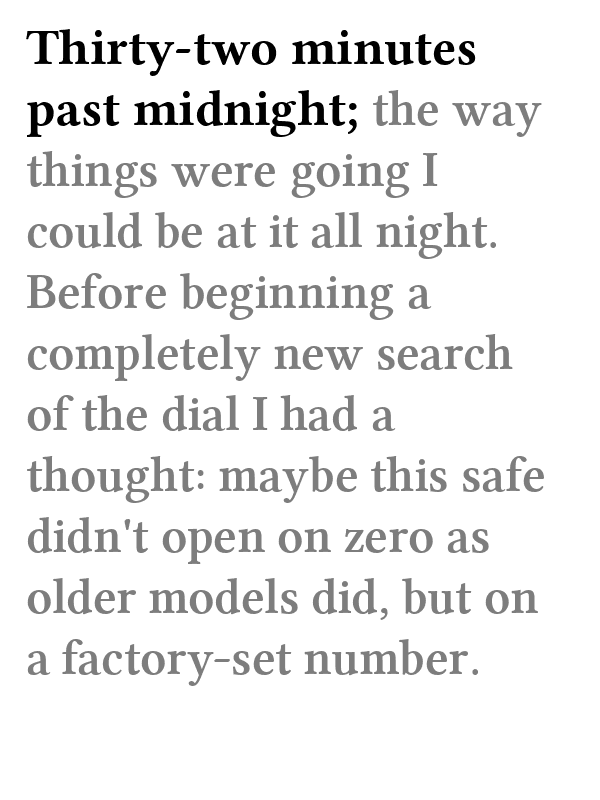 Thirty-two minutes
past midnight; the way
things were going I
could be at it all night.
Before beginning a
completely new search
of the dial I had a
thought: maybe this safe
didn't open on zero as
older models did, but on
a factory-set number.